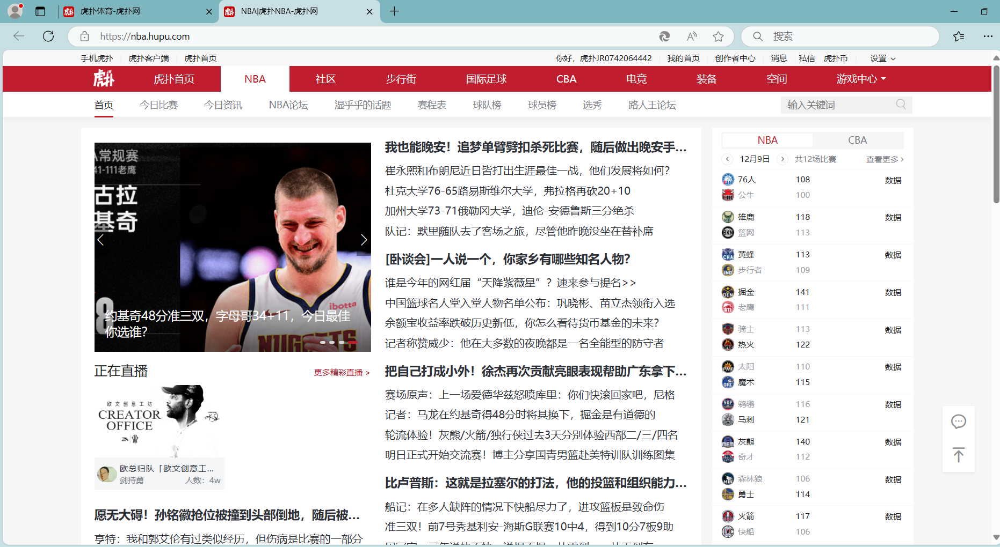 虎扑体育-虎扑网
NBA|虎扑NBA-虎扑网
https://nba.hupu.com
搜索
手机虎扑
虎扑客户端
虎扑首页
你好，虎扑JR0742064442
我的首页
创作者中心
消息
私信
虎扑币
设置
虎扑
虎扑首页
NBA
社区
步行街
国际足球
CBA
电竞
装备
空间
游戏中心
首页
今日比赛
今日资讯
NBA论坛
湿乎乎的话题
赛程表
球队榜
球员榜
选秀
路人王论坛
输入关键词
A常规赛
41-111老鹰
古拉
基奇
8
ibotta
NUGGETS
约基奇48分准三双，字母哥34+11，今日最佳
你选谁？
正在直播
更多精彩直播 >
欧文创意工坊
CREATOR
OFFICE
欧总归队「欧文创意工...
剑持勇
人数：4w
愿无大碍！孙铭徽抢位被撞到头部倒地，随后被...
亨特：我和郭艾伦有过类似经历，但伤病是比赛的一部分
我也能晚安！追梦单臂劈扣杀死比赛，随后做出晚安手...
崔永熙和布朗尼近日皆打出生涯最佳一战，他们发展将如何？
杜克大学76-65路易斯维尔大学，弗拉格再砍20+10
加州大学73-71俄勒冈大学，迪伦-安德鲁斯三分绝杀
队记：默里随队去了客场之旅，尽管他昨晚没坐在替补席
[卧谈会]一人说一个，你家乡有哪些知名人物？
谁是今年的网红届“天降紫薇星”？速来参与提名>>
中国篮球名人堂入堂人物名单公布：巩晓彬、苗立杰领衔入选
余额宝收益率跌破历史新低，你怎么看待货币基金的未来？
记者称赞威少：他在大多数的夜晚都是一名全能型的防守者
把自己打成小外！徐杰再次贡献亮眼表现帮助广东拿下...
赛场原声：上一场爱德华兹怒喷库里：你们快滚回家吧，尼格
记者：马龙在约基奇得48分时将其换下，掘金是有道德的
轮流体验！灰熊/火箭/独行侠过去3天分别体验西部二/三/四名
明日正式开始交流赛！博主分享国青男篮赴美特训队训练图集
比卢普斯：这就是拉塞尔的打法，他的投篮和组织能力...
船记：在多人缺阵的情况下快船尽力了，进攻篮板是致命伤
准三双！前7号秀基利安-海斯G联赛10中4，得到10分7板9助
NBA
CBA
12月9日
共12场比赛
查看更多 >
76人 108 数据
公牛 100
雄鹿 118 数据
篮网 113
黄蜂 113 数据
步行者 109
掘金 141 数据
老鹰 111
骑士 113 数据
热火 122
太阳 110 数据
魔术 115
鹈鹕 116 数据
马刺 121
灰熊 140 数据
奇才 112
森林狼 106 数据
勇士 114
火箭 117 数据
快船 106